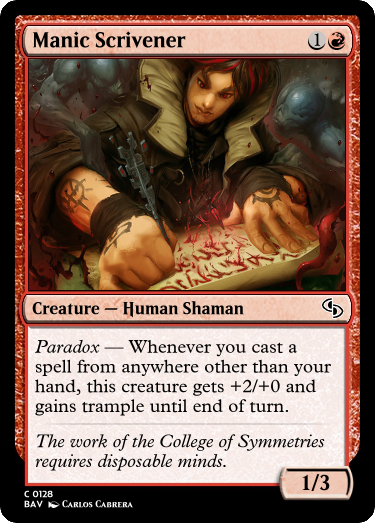 Manic Scrivener 1
Creature — Human Shaman
Paradox — Whenever you cast a
spell from anywhere other than your
hand, this creature gets +2/+0 and
gains trample until end of turn.
The work of the College of Symmetries
requires disposable minds.
1/3
C 0128
BAV Carlos Cabrera